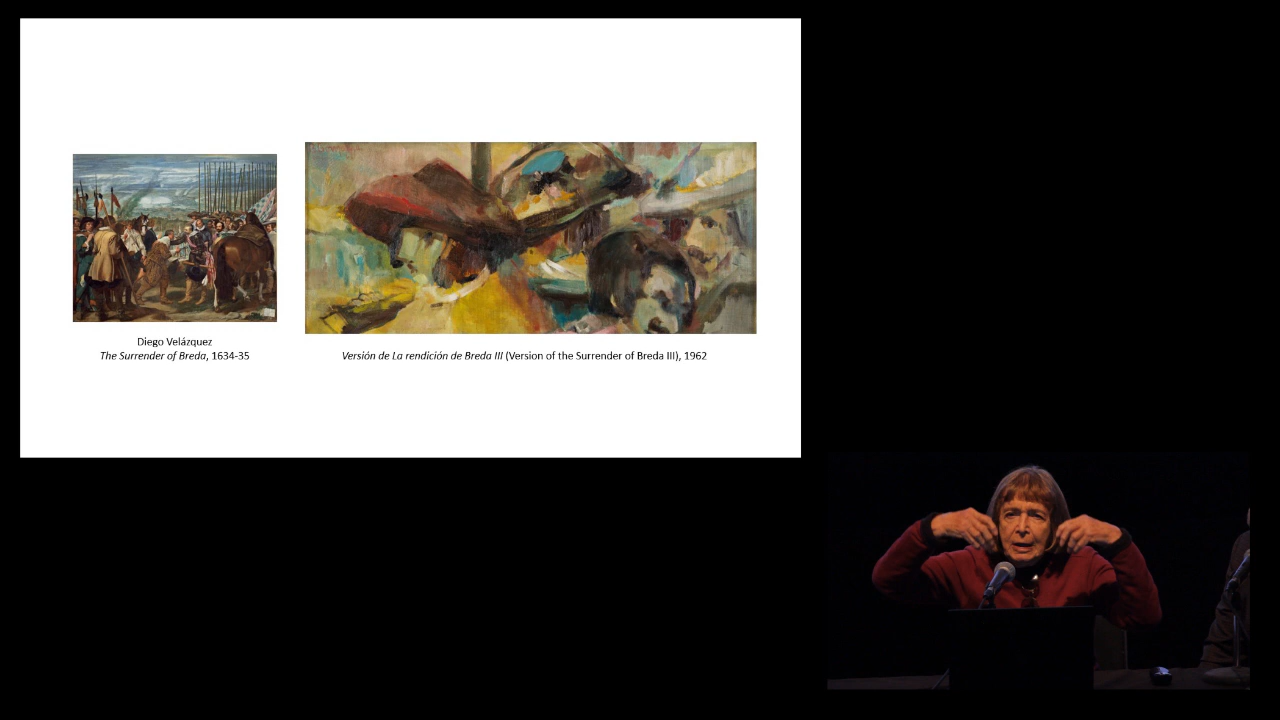 Diego Velázquez
The Surrender of Breda, 1634-35
Versión de La rendición de Breda III (Version of the Surrender of Breda III), 1962